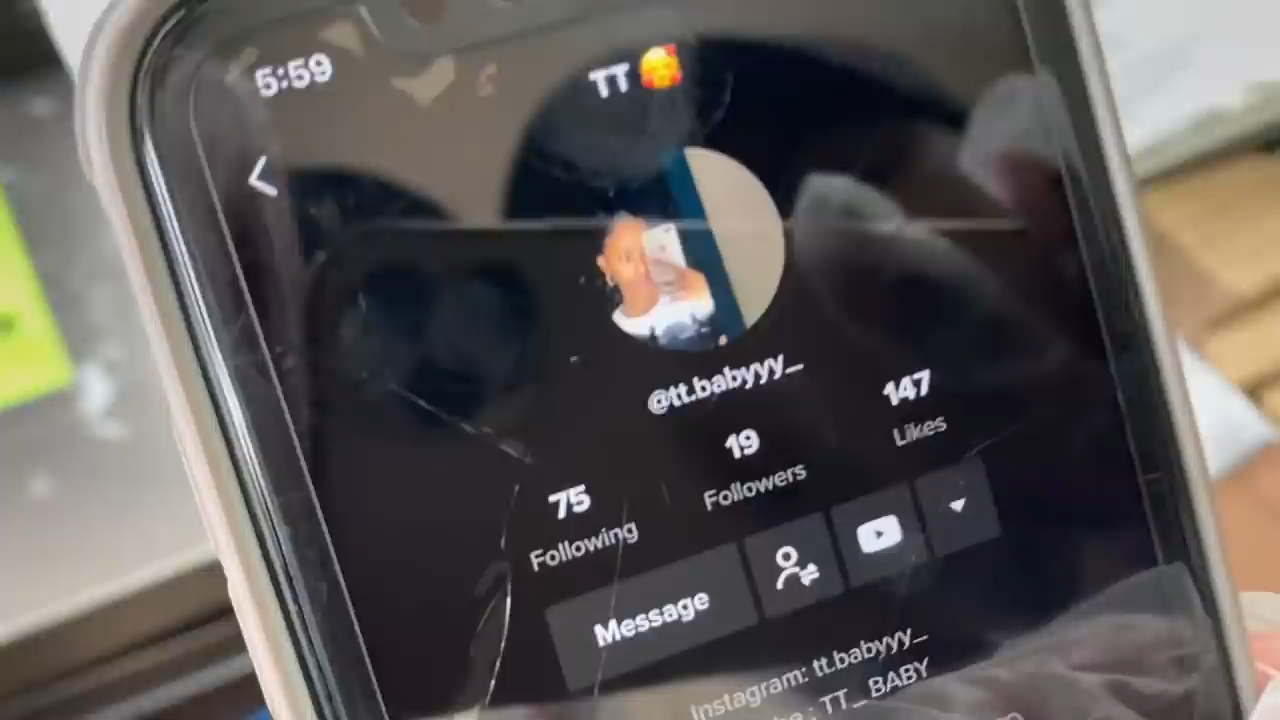 5:59
TT 🥰
@tt.babyyy_
75 Following
19 Followers
147 Likes
Message
Instagram: tt.babyyy_
: TT_BABY